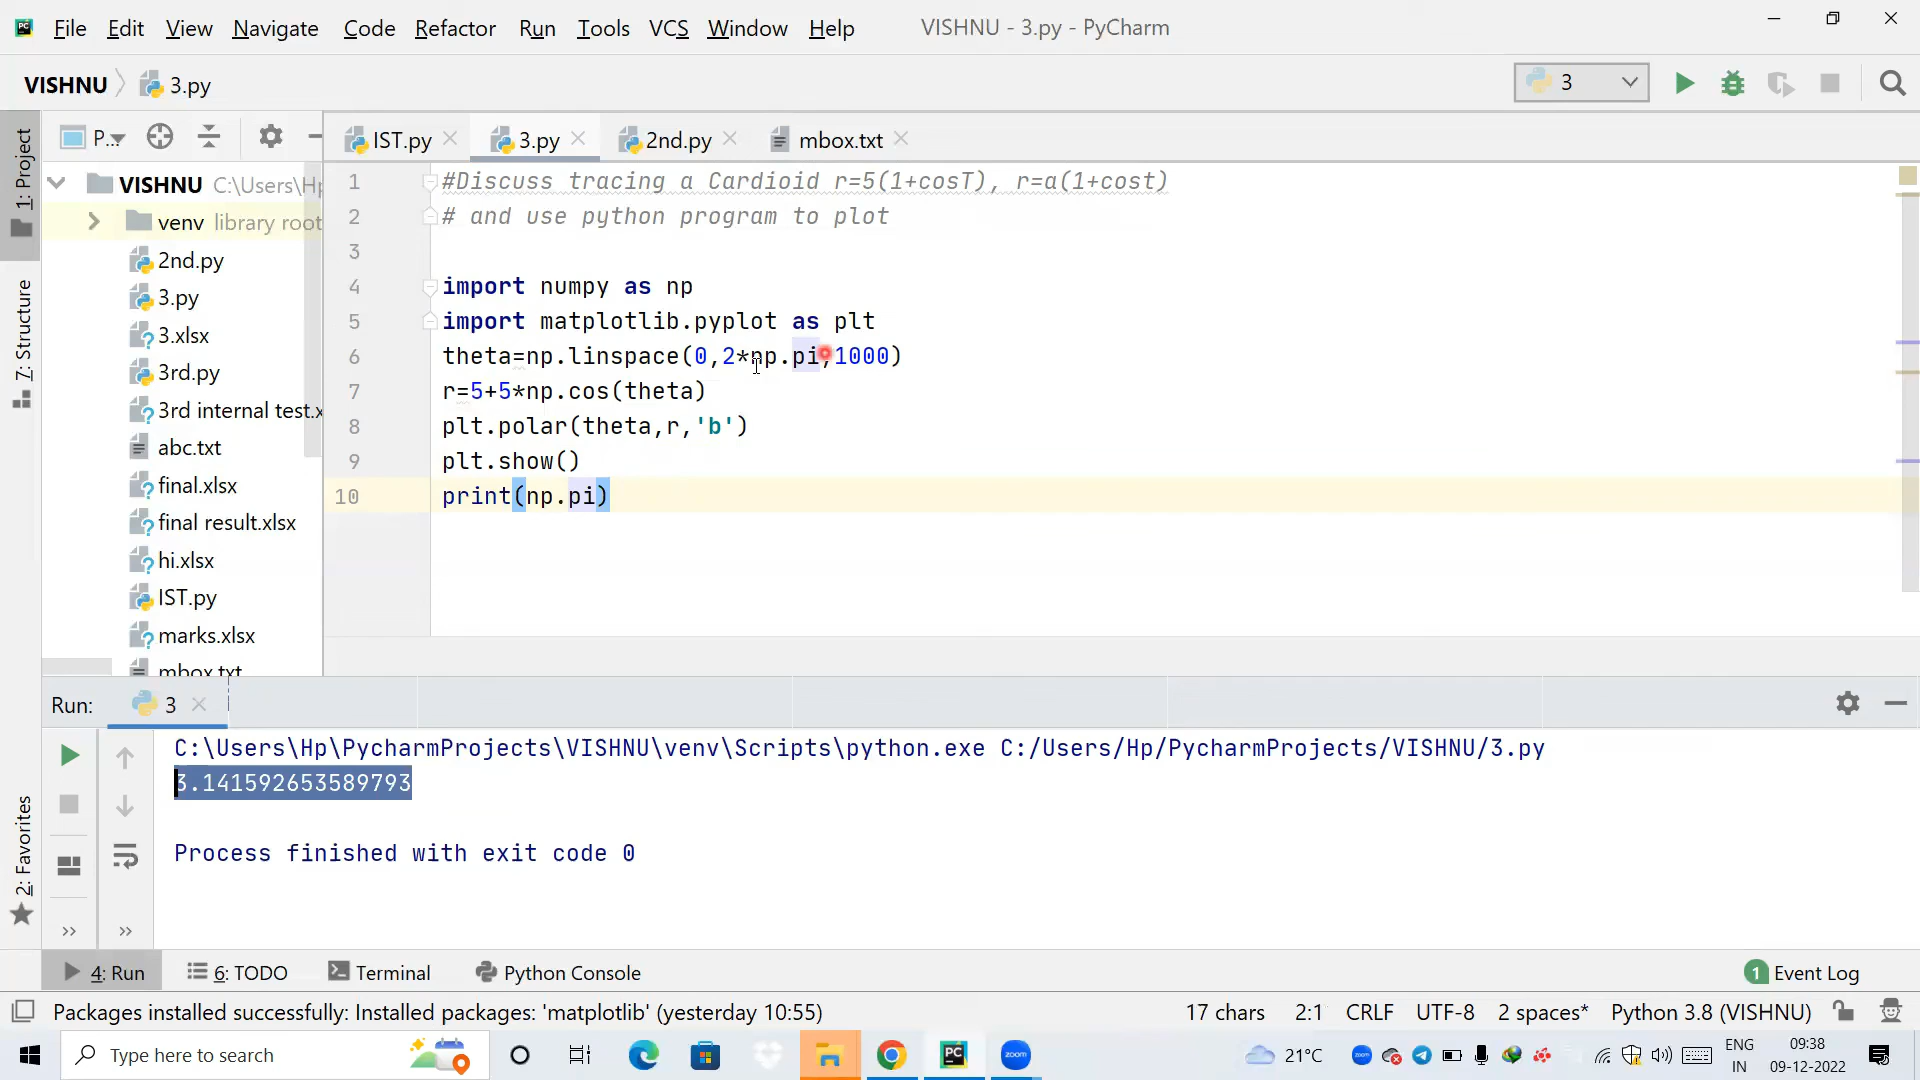 File Edit View Navigate Code Refactor Run Tools VCS Window Help VISHNU - 3.py - PyCharm
VISHNU 3.py 3
1: Project
P...
IST.py 3.py 2nd.py mbox.txt
VISHNU C:\Users\Hp
venv library root
2nd.py
3.py
3.xlsx
3rd.py
3rd internal test.x
abc.txt
final.xlsx
final result.xlsx
hi.xlsx
IST.py
marks.xlsx
mbox.txt
7: Structure
2: Favorites
1 #Discuss tracing a Cardioid r=5(1+cosT), r=a(1+cost)
2 # and use python program to plot
3
4 import numpy as np
5 import matplotlib.pyplot as plt
6 theta=np.linspace(0,2*np.pi,1000)
7 r=5+5*np.cos(theta)
8 plt.polar(theta,r,'b')
9 plt.show()
10 print(np.pi)
Run: 3
C:\Users\Hp\PycharmProjects\VISHNU\venv\Scripts\python.exe C:/Users/Hp/PycharmProjects/VISHNU/3.py
3.141592653589793
Process finished with exit code 0
4: Run 6: TODO Terminal Python Console 1 Event Log
Packages installed successfully: Installed packages: 'matplotlib' (yesterday 10:55) 17 chars 2:1 CRLF UTF-8 2 spaces* Python 3.8 (VISHNU)
Type here to search PC zoom 21°C zoom ENG 09:38
IN 09-12-2022